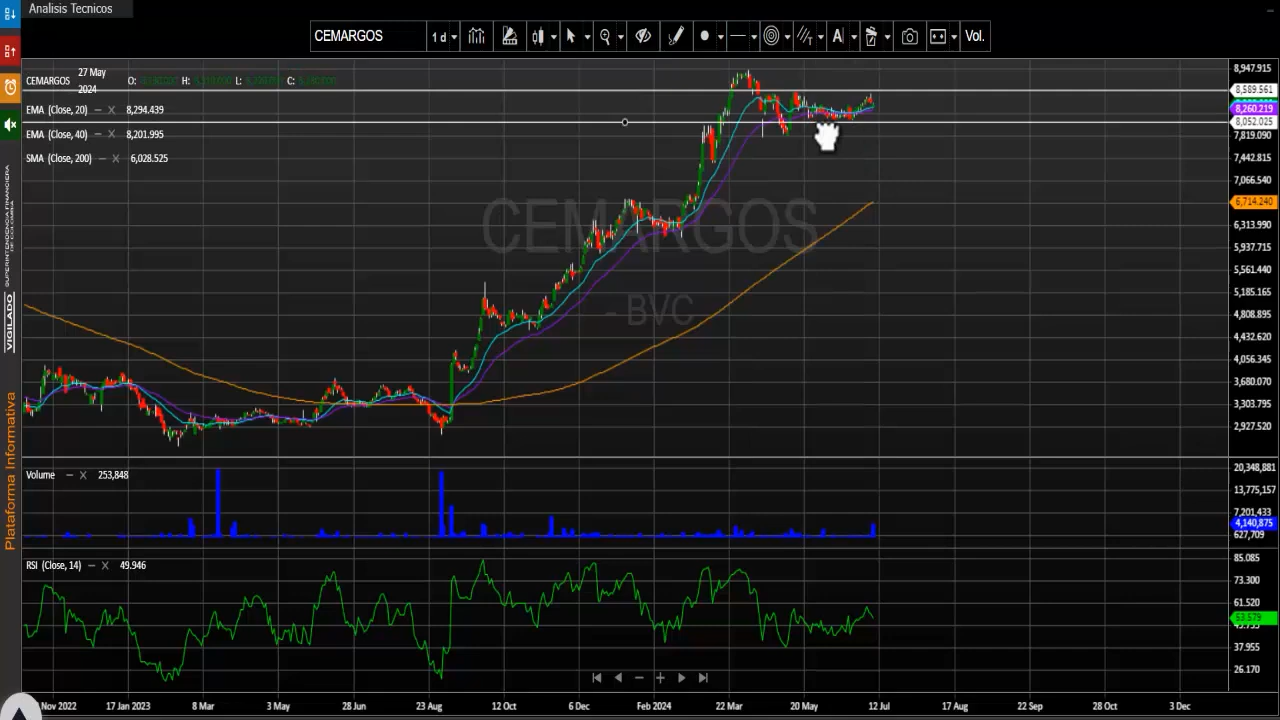 Analisis Tecnicos
CEMARGOS
1 d
T
A
Vol.
CEMARGOS
27 May
2024
O:
H:
L:
C:
EMA (Close, 20)
8,294.439
EMA (Close, 40)
8,201.995
SMA (Close, 200)
6,028.525
CEMARGOS
- BVC
8,947.915
8,589.561
8,260.219
8,052.025
7,819.090
7,442.815
7,066.540
6,714.240
6,313.990
5,937.715
5,561.440
5,185.165
4,808.895
4,432.620
4,056.345
3,680.070
3,303.795
2,927.520
Volume
253,848
20,348,881
13,775,157
7,201,433
4,140,875
627,709
RSI (Close, 14)
49.946
85.085
73.300
61.520
53.579
37.955
26.170
Nov 2022
17 Jan 2023
8 Mar
3 May
28 Jun
23 Aug
12 Oct
6 Dec
Feb 2024
22 Mar
20 May
12 Jul
17 Aug
22 Sep
28 Oct
3 Dec
VIGILADO
Plataforma Informativa